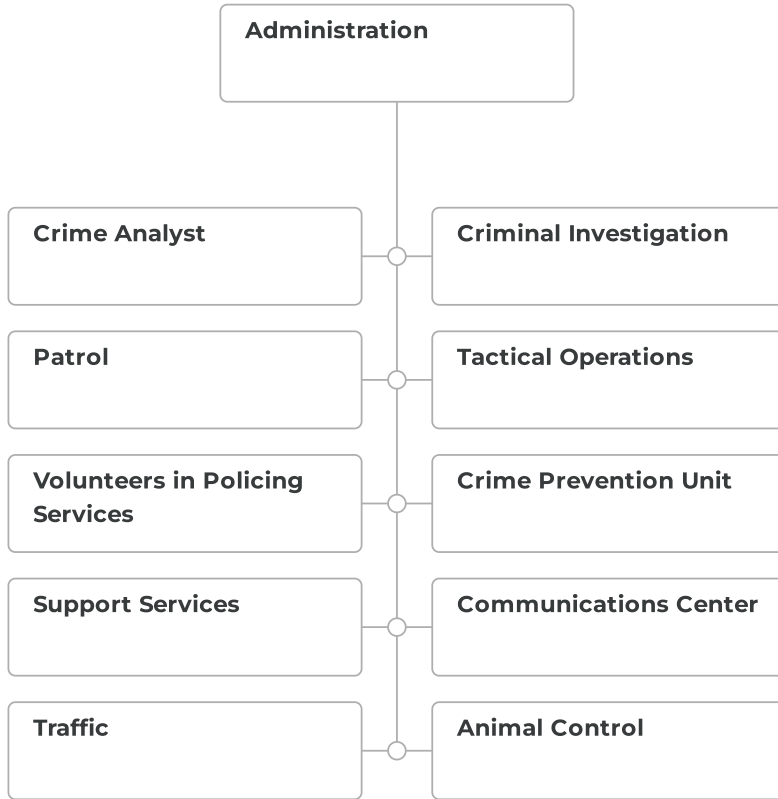 Administration
Crime Analyst
Criminal Investigation
Patrol
Tactical Operations
Volunteers in Policing
Services
Crime Prevention Unit
Support Services
Communications Center
Traffic
Animal Control